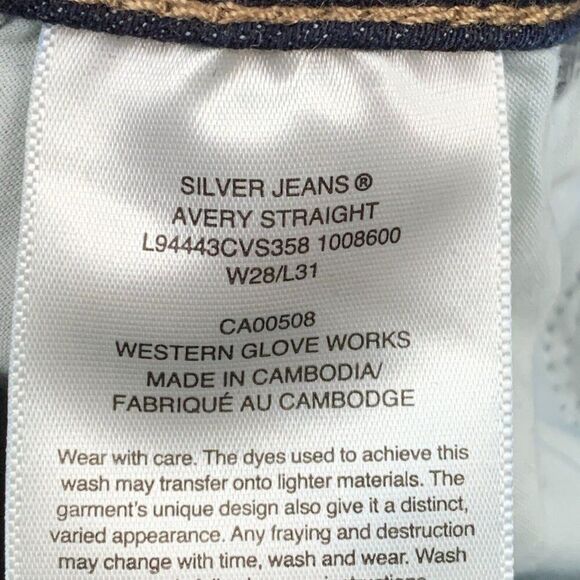 SILVER JEANS ®
AVERY STRAIGHT
L94443CVS358 1008600
W28/L31
CA00508
WESTERN GLOVE WORKS
MADE IN CAMBODIA/
FABRIQUÉ AU CAMBODGE
Wear with care. The dyes used to achieve this
wash may transfer onto lighter materials. The
garment's unique design also give it a distinct,
varied appearance. Any fraying and destruction
may change with time, wash and wear. Wash